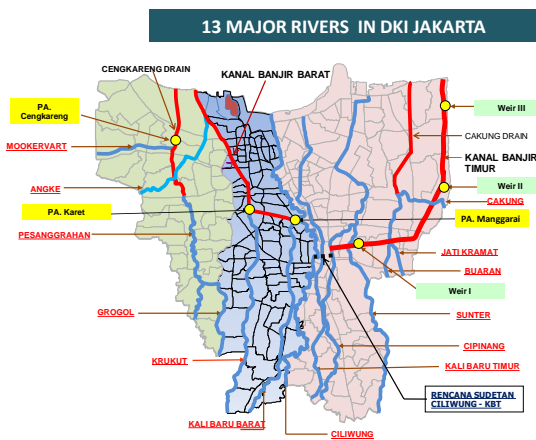 13 MAJOR RIVERS IN DKI JAKARTA
CENGKARENG DRAIN
KANAL BANJIR BARAT
PA.
Cengkareng
Weir III
MOOKERVART
CAKUNG DRAIN
KANAL BANJIR
TIMUR
Weir II
ANGKE
CAKUNG
PA. Karet
PA. Manggarai
PESANGGRAHAN
JATI KRAMAT
BUARAN
Weir I
GROGOL
SUNTER
CIPINANG
KRUKUT
KALI BARU TIMUR
RENCANA SUDETAN
CILIWUNG - KBT
KALI BARU BARAT
CILIWUNG